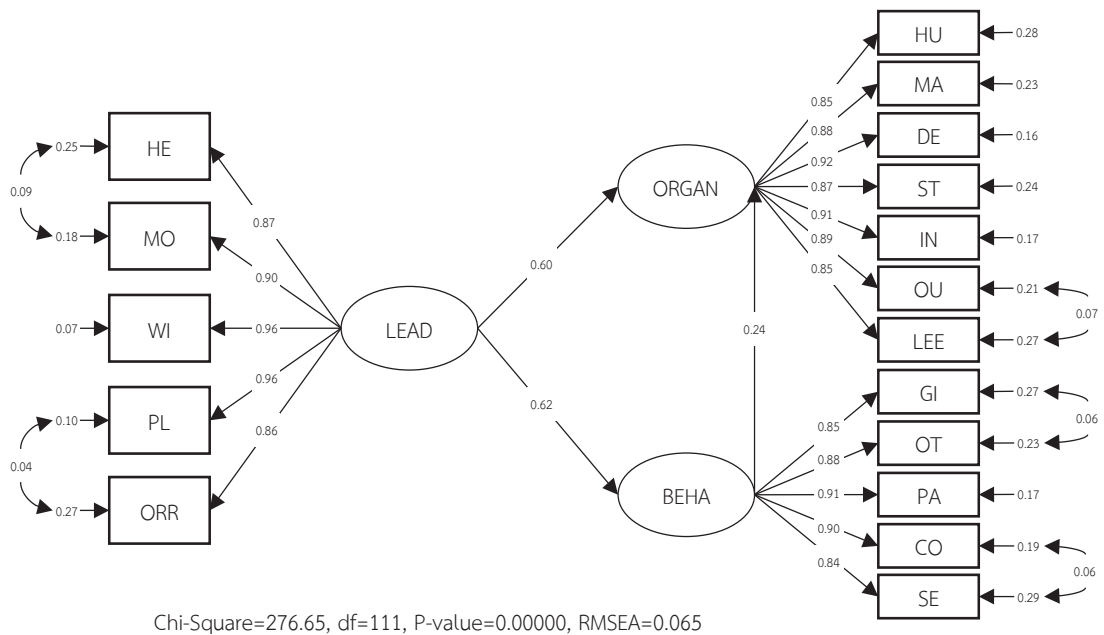 HU
0.28
MA
0.23
0.85
0.88
DE
0.16
0.25
HE
0.92
ORGAN
0.87
ST
0.24
0.09
0.91
0.87
IN
0.17
0.18
MO
0.89
0.90
0.60
0.85
OU
0.21
0.07
0.07
WI
0.96
LEAD
0.24
LEE
0.27
0.96
GI
0.27
0.10
PL
0.62
0.06
0.85
0.86
OT
0.23
0.88
0.04
BEHA
0.91
PA
0.17
0.27
ORR
0.90
CO
0.19
0.84
0.06
SE
0.29
Chi-Square=276.65, df=111, P-value=0.00000, RMSEA=0.065